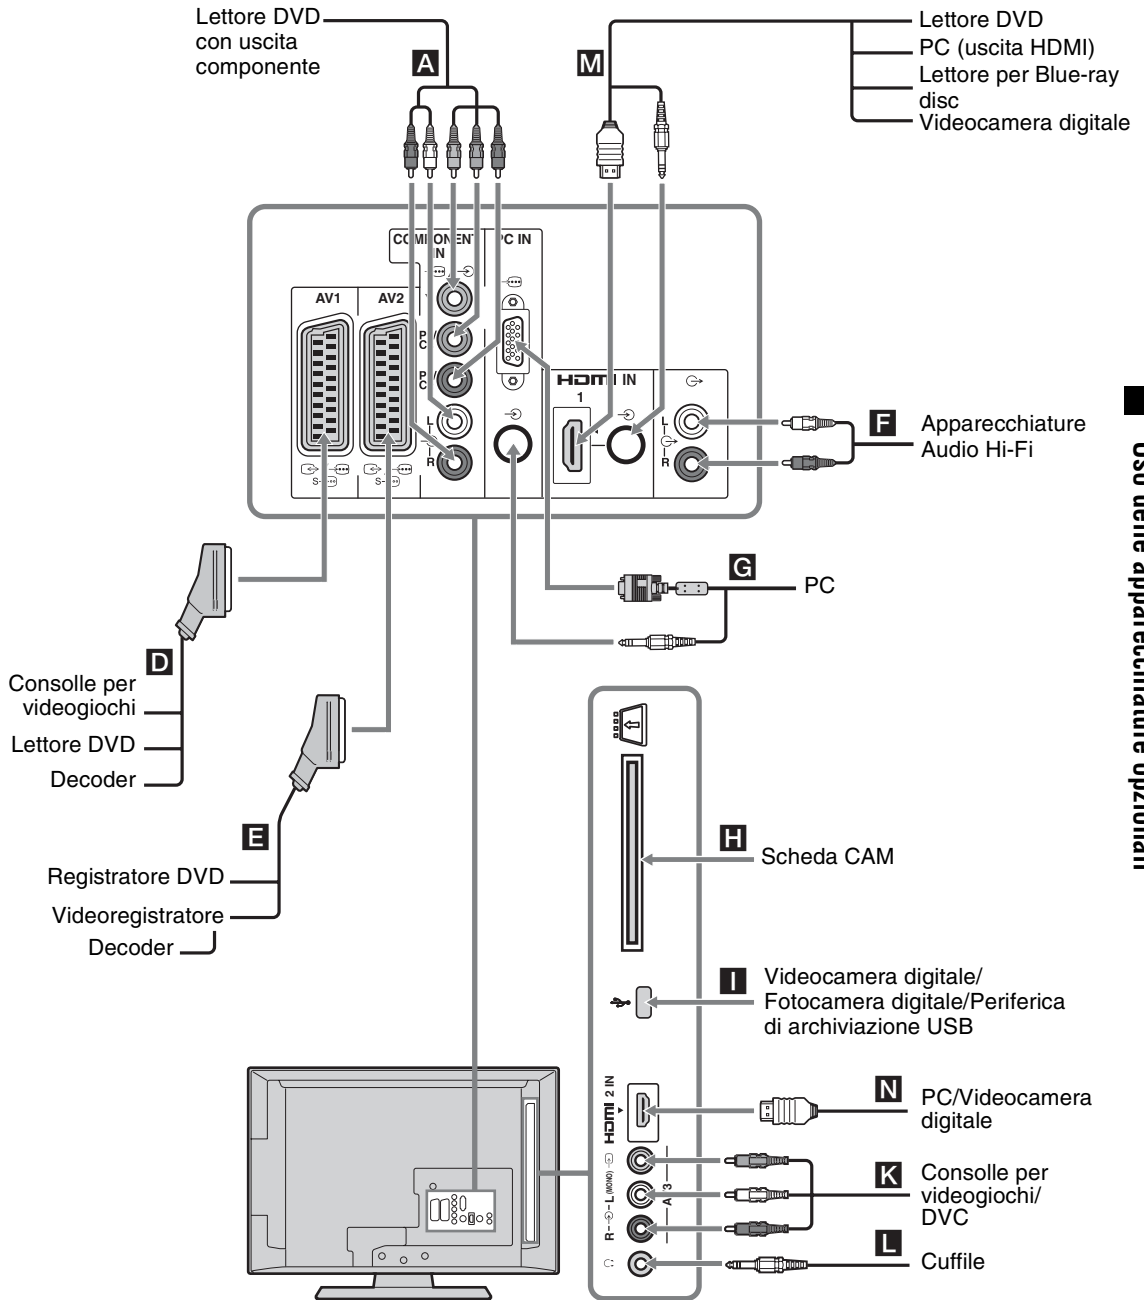 Lettore DVD
con uscita
componente
A
M
Lettore DVD
PC (uscita HDMI)
Lettore per Blue-ray
disc
Videocamera digitale
COMPONENT
IN
PC IN
AV1
AV2
HDMI IN
1
L
R
L
R
S
S
F
Apparecchiature
Audio Hi-Fi
G
PC
D
Consolle per
videogiochi
Lettore DVD
Decoder
E
Registratore DVD
Videoregistratore
Decoder
H
Scheda CAM
I
Videocamera digitale/
Fotocamera digitale/Periferica
di archiviazione USB
HDMI 2 IN
N
PC/Videocamera
digitale
R
L (MONO)
K
Consolle per
videogiochi/
DVC
L
Cuffile
Uso delle apparecchiature opzionali